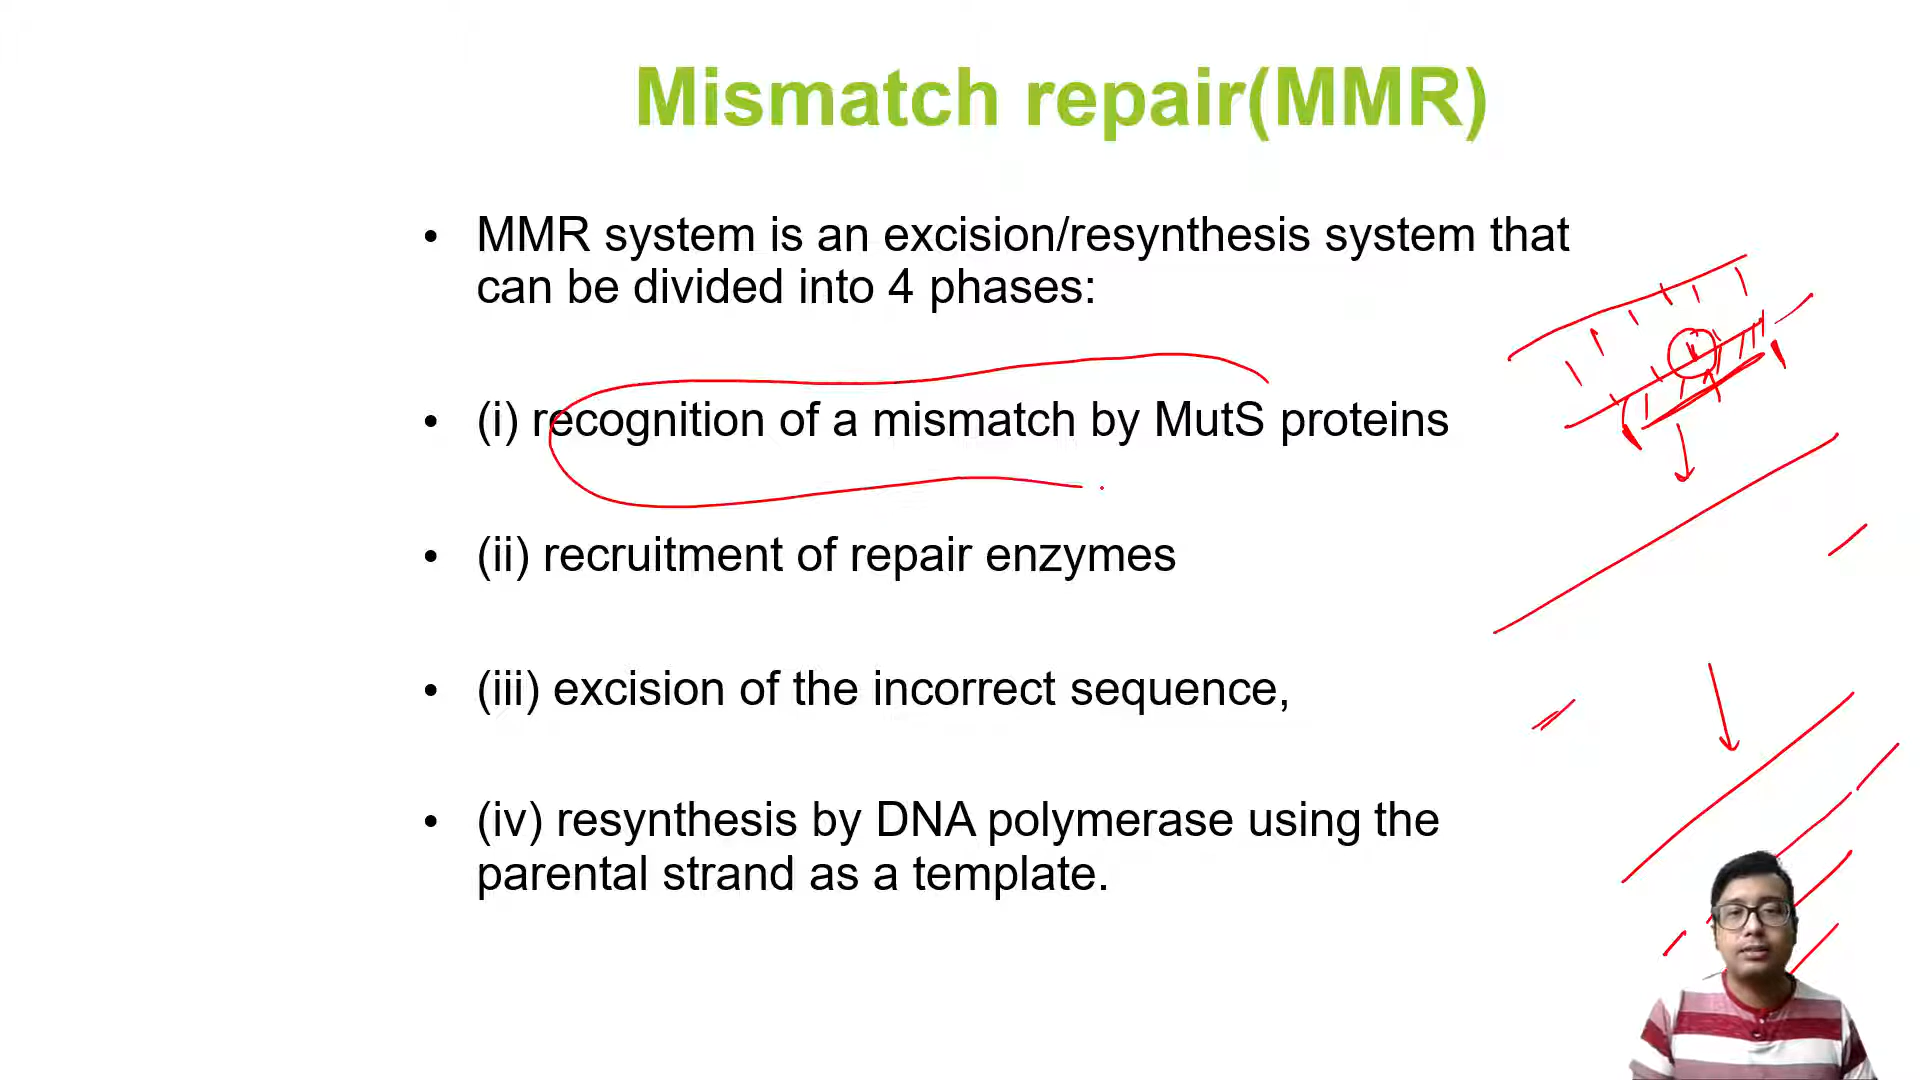 Mismatch repair(MMR)
• MMR system is an excision/resynthesis system that
can be divided into 4 phases:
• (i) recognition of a mismatch by MutS proteins
• (ii) recruitment of repair enzymes
• (iii) excision of the incorrect sequence,
• (iv) resynthesis by DNA polymerase using the
parental strand as a template.